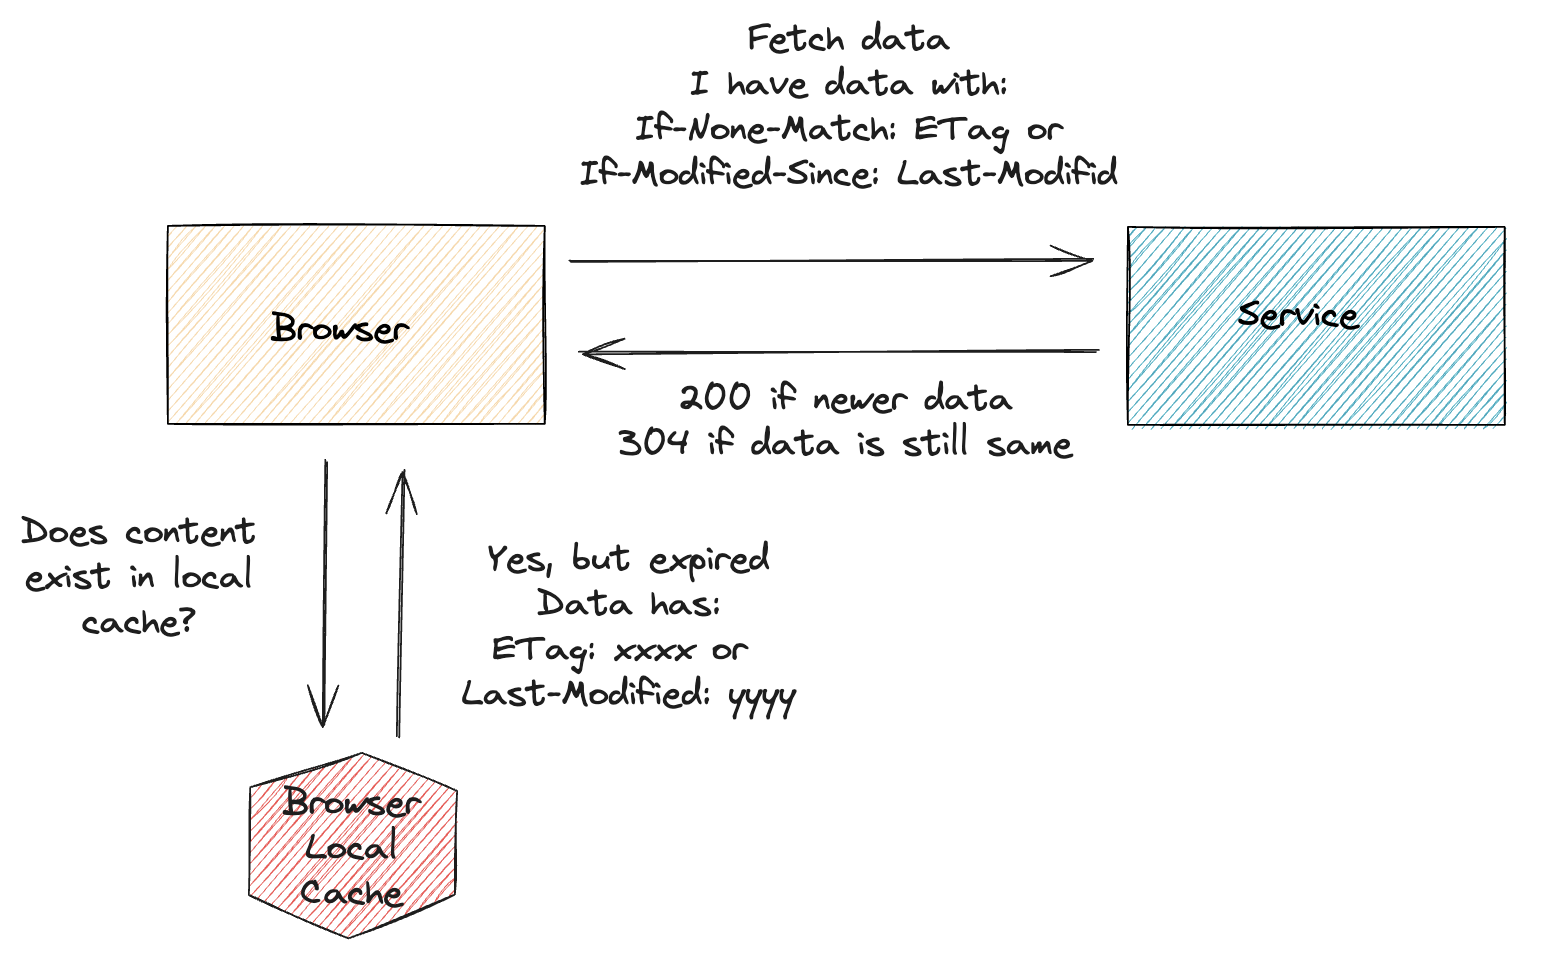 Fetch data
I have data with:
If-None-Match: ETag or
If-Modified-Since: Last-Modifid
Browser
Service
200 if newer data
304 if data is still same
Does content
exist in local
cache?
Yes, but expired
Data has:
ETag: xxxx or
Last-Modified: yyyy
Browser
Local
Cache